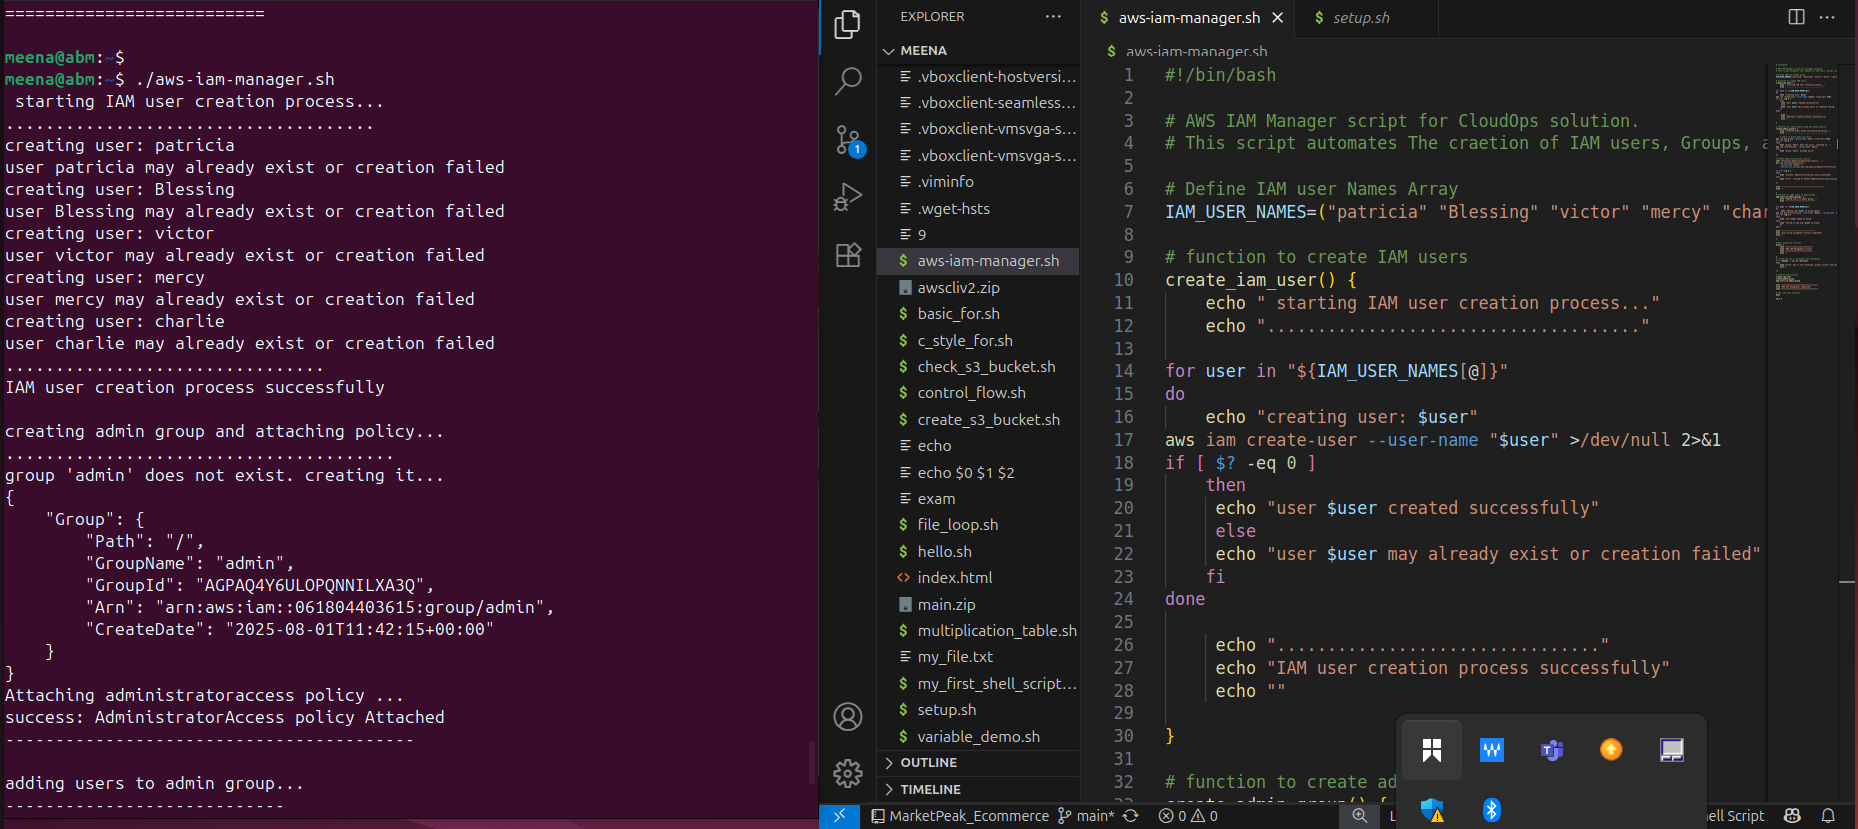 ===========================
meena@abm:~$
meena@abm:~$ ./aws-iam-manager.sh
starting IAM user creation process...
.....................................
creating user: patricia
user patricia may already exist or creation failed
creating user: Blessing
user Blessing may already exist or creation failed
creating user: victor
user victor may already exist or creation failed
creating user: mercy
user mercy may already exist or creation failed
creating user: charlie
user charlie may already exist or creation failed
................................
IAM user creation process successfully
creating admin group and attaching policy...
.......................................
group 'admin' does not exist. creating it...
{
"Group": {
"Path": "/",
"GroupName": "admin",
"GroupId": "AGPAQ4Y6ULOPQNNILXA3Q",
"Arn": "arn:aws:iam::061804403615:group/admin",
"CreateDate": "2025-08-01T11:42:15+00:00"
}
}
Attaching administratoraccess policy ...
success: AdministratorAccess policy Attached
-----------------------------------------
adding users to admin group...
----------------------------
1
EXPLORER
MEENA
.vboxclient-hostversi...
.vboxclient-seamless...
.vboxclient-vmsvga-s...
.vboxclient-vmsvga-s...
.viminfo
.wget-hsts
9
aws-iam-manager.sh
awscliv2.zip
basic_for.sh
c_style_for.sh
check_s3_bucket.sh
control_flow.sh
create_s3_bucket.sh
echo
echo $0 $1 $2
exam
file_loop.sh
hello.sh
index.html
main.zip
multiplication_table.sh
my_file.txt
my_first_shell_script...
setup.sh
variable_demo.sh
OUTLINE
TIMELINE
aws-iam-manager.sh
setup.sh
aws-iam-manager.sh
1 #!/bin/bash
2
3 # AWS IAM Manager script for CloudOps solution.
4 # This script automates The craetion of IAM users, Groups, a
5
6 # Define IAM user Names Array
7 IAM_USER_NAMES=("patricia" "Blessing" "victor" "mercy" "char
8
9 # function to create IAM users
10 create_iam_user() {
11 echo " starting IAM user creation process..."
12 echo "....................................."
13
14 for user in "${IAM_USER_NAMES[@]}"
15 do
16 echo "creating user: $user"
17 aws iam create-user --user-name "$user" >/dev/null 2>&1
18 if [ $? -eq 0 ]
19 then
20 echo "user $user created successfully"
21 else
22 echo "user $user may already exist or creation failed"
23 fi
24 done
25
26 echo "................................"
27 echo "IAM user creation process successfully"
28 echo ""
29
30 }
31
32 # function to create ad
33 create_admin_group() {
MarketPeak_Ecommerce main* 0 0
ell Script